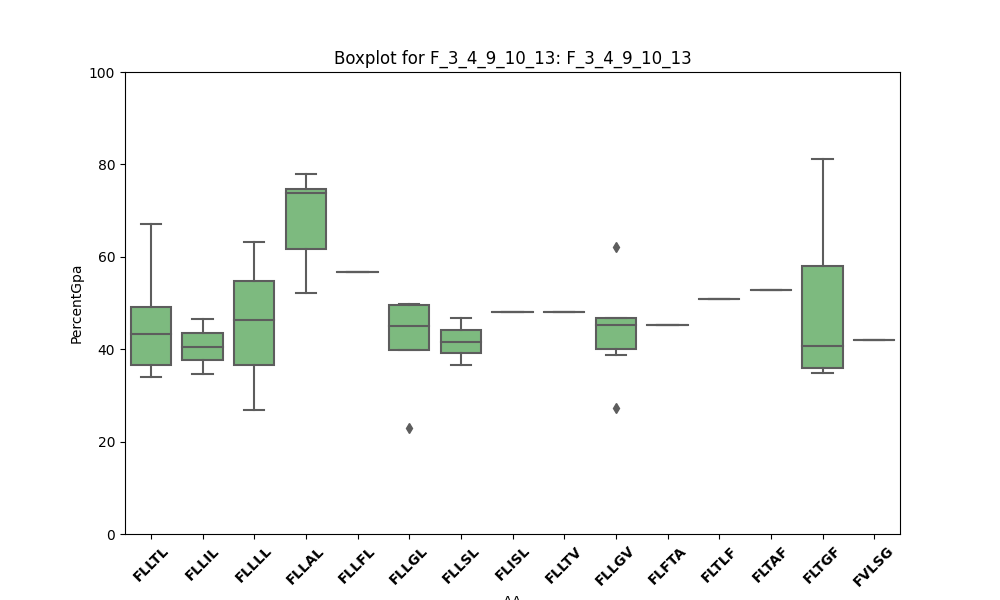 Boxplot for F_3_4_9_10_13: F_3_4_9_10_13
100
80
60
40
20
0
PercentGpa
FLLTL
FLLIL
FLLLL
FLLAL
FLLFL
FLLGL
FLLSL
FLISL
FLLTV
FLLGV
FLFTA
FLTLF
FLTAF
FLTGF
FVLSG
AA